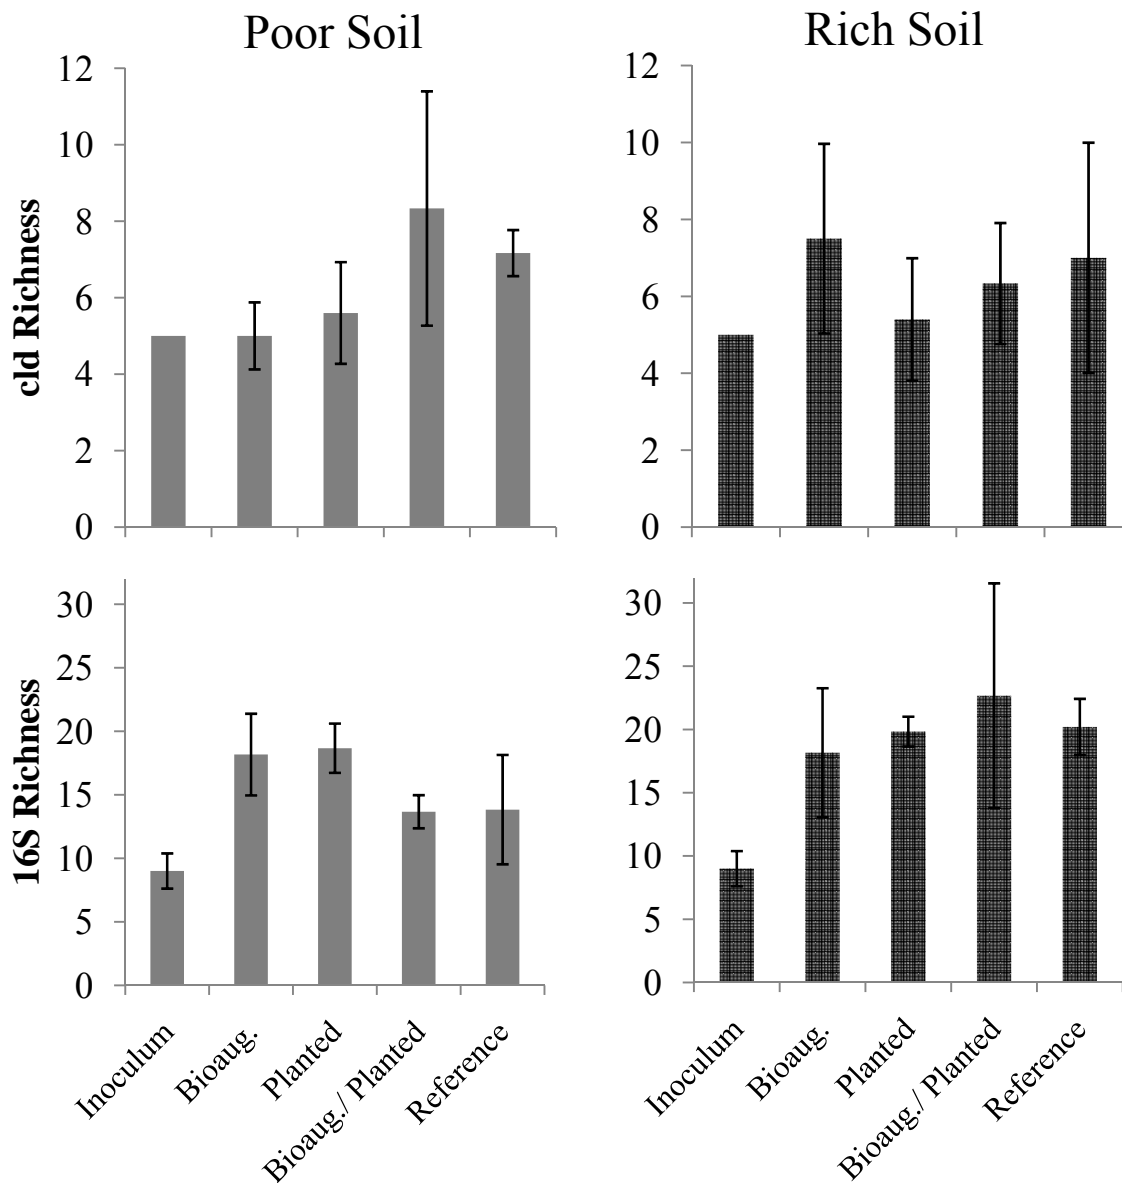 Poor Soil
Rich Soil
cld Richness
12
10
8
6
4
2
0
12
10
8
6
4
2
0
16S Richness
30
25
20
15
10
5
0
30
25
20
15
10
5
0
Inoculum
Bioaug.
Planted
Bioaug./ Planted
Reference
Inoculum
Bioaug.
Planted
Bioaug./ Planted
Reference